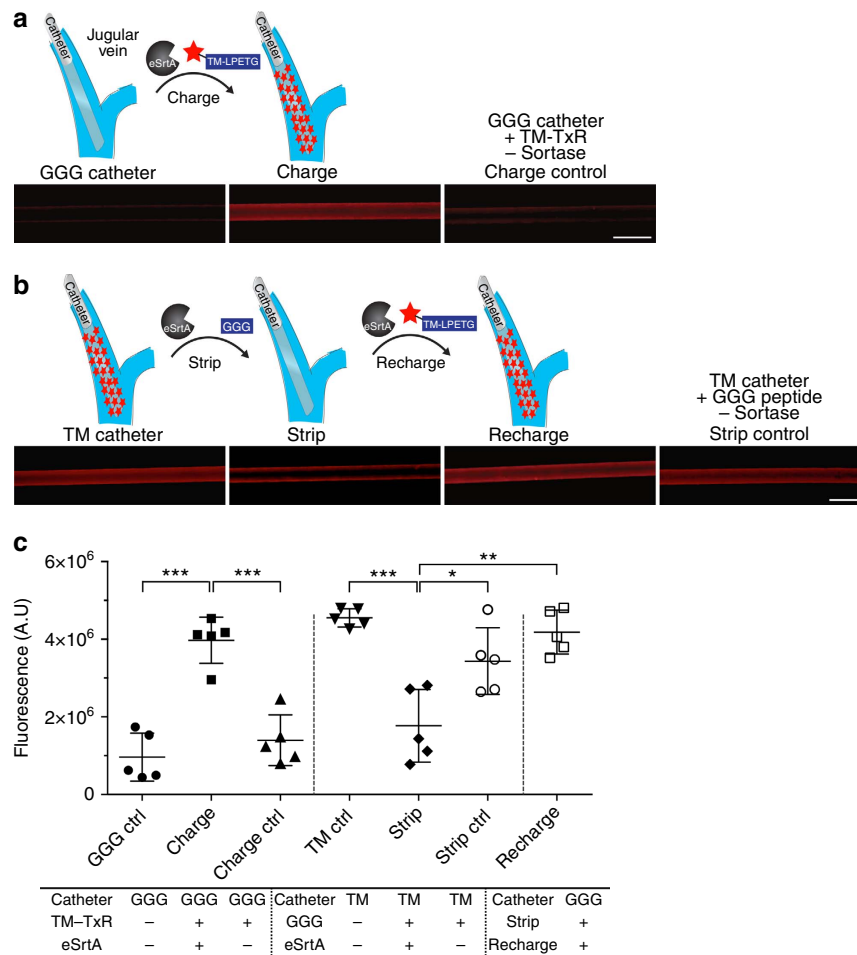 a
Catheter
Jugular
vein
eSrtA
TM-LPETG
Charge
GGG catheter
+ TM-TxR
– Sortase
GGG catheter
Charge
Charge control
b
Catheter
eSrtA
GGG
Strip
Catheter
eSrtA
TM-LPETG
Recharge
Catheter
TM catheter
+ GGG peptide
– Sortase
TM catheter
Strip
Recharge
Strip control
c
Fluorescence (A.U)
6×10⁶
4×10⁶
2×10⁶
0
*** *** *** * **
GGG ctrl
Charge
Charge ctrl
TM ctrl
Strip
Strip ctrl
Recharge
Catheter GGG GGG GGG Catheter TM TM TM Catheter GGG
TM–TxR – + + GGG – + + Strip +
eSrtA – + – eSrtA – + – Recharge +